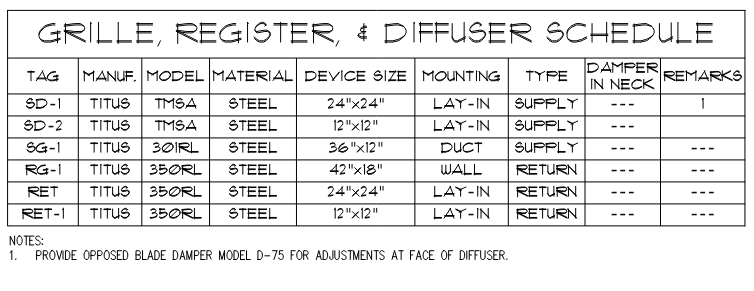 GRILLE, REGISTER, & DIFFUSER SCHEDULE
TAG MANUF. MODEL MATERIAL DEVICE SIZE MOUNTING TYPE DAMPER IN NECK REMARKS
SD-1 TITUS TMSA STEEL 24"x24" LAY-IN SUPPLY --- 1
SD-2 TITUS TMSA STEEL 12"x12" LAY-IN SUPPLY ---
SG-1 TITUS 301RL STEEL 36"x12" DUCT SUPPLY --- ---
RG-1 TITUS 350RL STEEL 42"x18" WALL RETURN --- ---
RET TITUS 350RL STEEL 24"x24" LAY-IN RETURN --- ---
RET-1 TITUS 350RL STEEL 12"x12" LAY-IN RETURN --- ---
NOTES:
1. PROVIDE OPPOSED BLADE DAMPER MODEL D-75 FOR ADJUSTMENTS AT FACE OF DIFFUSER.